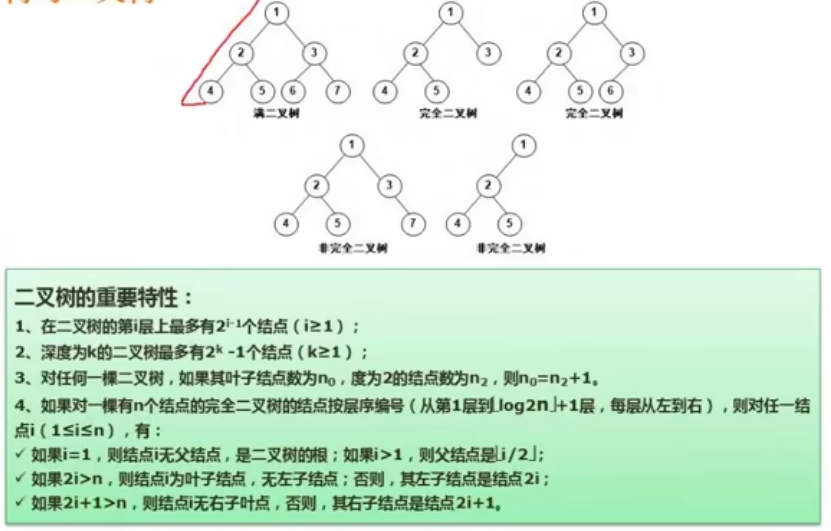 1
1
1
2
3
2
3
2
3
4
5
6
7
4
5
4
5
6
满二叉树
完全二叉树
完全二叉树
1
1
2
3
2
4
5
7
4
5
非完全二叉树
非完全二叉树
二叉树的重要特性：
1、在二叉树的第i层上最多有2ⁱ⁻¹个结点（i≥1）；
2、深度为k的二叉树最多有2ᵏ -1个结点（k≥1）；
3、对任何一棵二叉树，如果其叶子结点数为n₀，度为2的结点数为n₂，则n₀=n₂+1。
4、如果对一棵有n个结点的完全二叉树的结点按层序编号（从第1层到⌊log2n⌋+1层，每层从左到右），则对任一结
点i（1≤i≤n），有：
✓ 如果i=1，则结点i无父结点，是二叉树的根；如果i>1，则父结点是⌊i/2⌋；
✓ 如果2i>n，则结点i为叶子结点，无左子结点；否则，其左子结点是结点2i；
✓ 如果2i+1>n，则结点i无右子叶点，否则，其右子结点是结点2i+1。